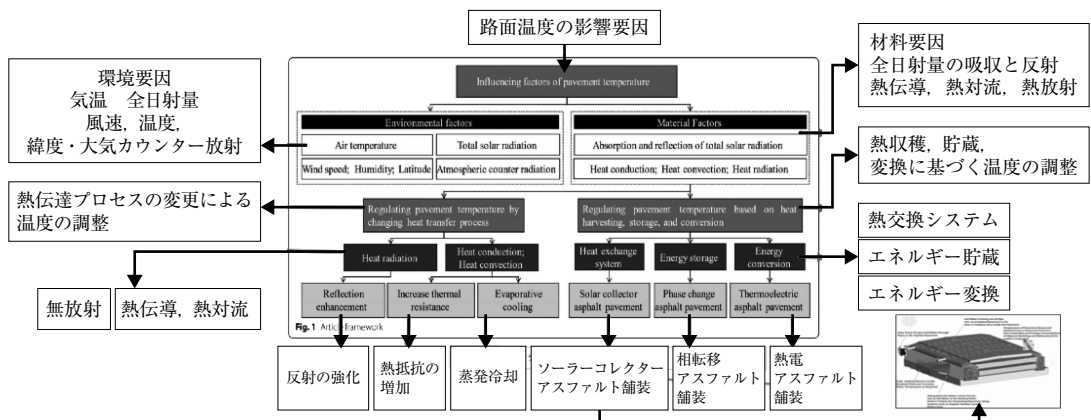 路面温度の影響要因
環境要因
気温　全日射量
風速，温度，
緯度・大気カウンター放射
材料要因
全日射量の吸収と反射
熱伝導，熱対流，熱放射
Influencing factors of pavement temperature
Environmental factors
Material Factors
Air temperature
Total solar radiation
Absorption and reflection of total solar radiation
Wind speed; Humidity; Latitude
Atmospheric counter radiation
Heat conduction; Heat convection; Heat radiation
熱収穫，貯蔵，
変換に基づく温度の調整
熱伝達プロセスの変更による
温度の調整
Regulating pavement temperature by
changing heat transfer process
Regulating pavement temperature based on heat
harvesting, storage, and conversion
熱交換システム
エネルギー貯蔵
エネルギー変換
Heat radiation
Heat conduction;
Heat convection
Heat exchange
system
Energy storage
Energy
conversion
無放射
熱伝導，熱対流
Reflection
enhancement
Increase thermal
resistance
Evaporative
cooling
Solar collector
asphalt pavement
Phase change
asphalt pavement
Thermoelectric
asphalt pavement
Fig. 1 Article framework
反射の強化
熱抵抗の
増加
蒸発冷却
ソーラーコレクター
アスファルト舗装
相転移
アスファルト
舗装
熱電
アスファルト
舗装